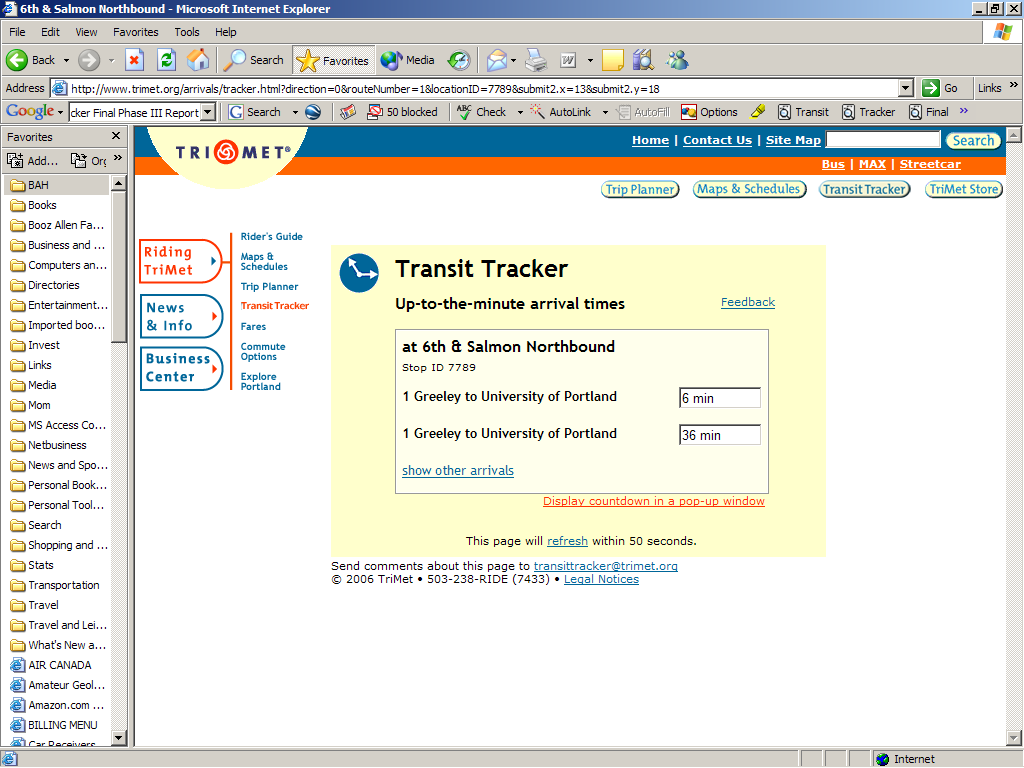 6th & Salmon Northbound - Microsoft Internet Explorer
File Edit View Favorites Tools Help
Back Search Favorites Media
Address http://www.trimet.org/arrivals/tracker.html?direction=0&routeNumber=1&locationID=7789&submit2.x=13&submit2.y=18 Go Links »
Google cker Final Phase III Report Search 50 blocked ABC Check AutoLink AutoFill Options Transit Tracker Final »
Favorites
Add... Org »
BAH
Books
Booz Allen Fa...
Business and ...
Computers an...
Directories
Entertainment...
Imported boo...
Invest
Links
Media
Mom
MS Access Co...
Netbusiness
News and Spo...
Personal Book...
Personal Tool...
Search
Shopping and ...
Stats
Transportation
Travel
Travel and Lei...
What's New a...
AIR CANADA
Amateur Geol...
Amazon.com ...
BILLING MENU
Car Receivers
TRI MET®
Home | Contact Us | Site Map Search
Bus | MAX | Streetcar
Trip Planner Maps & Schedules Transit Tracker TriMet Store
Riding
TriMet
News
& Info
Business
Center
Rider's Guide
Maps &
Schedules
Trip Planner
Transit Tracker
Fares
Commute
Options
Explore
Portland
Transit Tracker
Up-to-the-minute arrival times Feedback
at 6th & Salmon Northbound
Stop ID 7789
1 Greeley to University of Portland 6 min
1 Greeley to University of Portland 36 min
show other arrivals
Display countdown in a pop-up window
This page will refresh within 50 seconds.
Send comments about this page to transittracker@trimet.org
© 2006 TriMet • 503-238-RIDE (7433) • Legal Notices
Internet